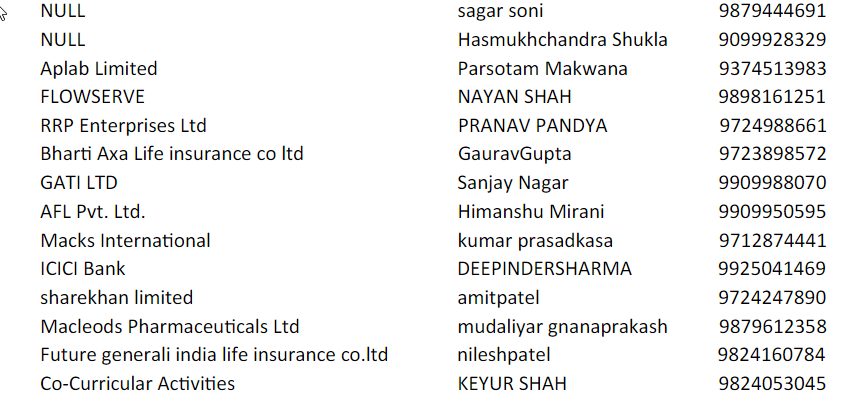 NULL sagar soni 9879444691
NULL Hasmukhchandra Shukla 9099928329
Aplab Limited Parsotam Makwana 9374513983
FLOWSERVE NAYAN SHAH 9898161251
RRP Enterprises Ltd PRANAV PANDYA 9724988661
Bharti Axa Life insurance co ltd GauravGupta 9723898572
GATI LTD Sanjay Nagar 9909988070
AFL Pvt. Ltd. Himanshu Mirani 9909950595
Macks International kumar prasadkasa 9712874441
ICICI Bank DEEPINDERSHARMA 9925041469
sharekhan limited amitpatel 9724247890
Macleods Pharmaceuticals Ltd mudaliyar gnanaprakash 9879612358
Future generali india life insurance co.ltd nileshpatel 9824160784
Co-Curricular Activities KEYUR SHAH 9824053045